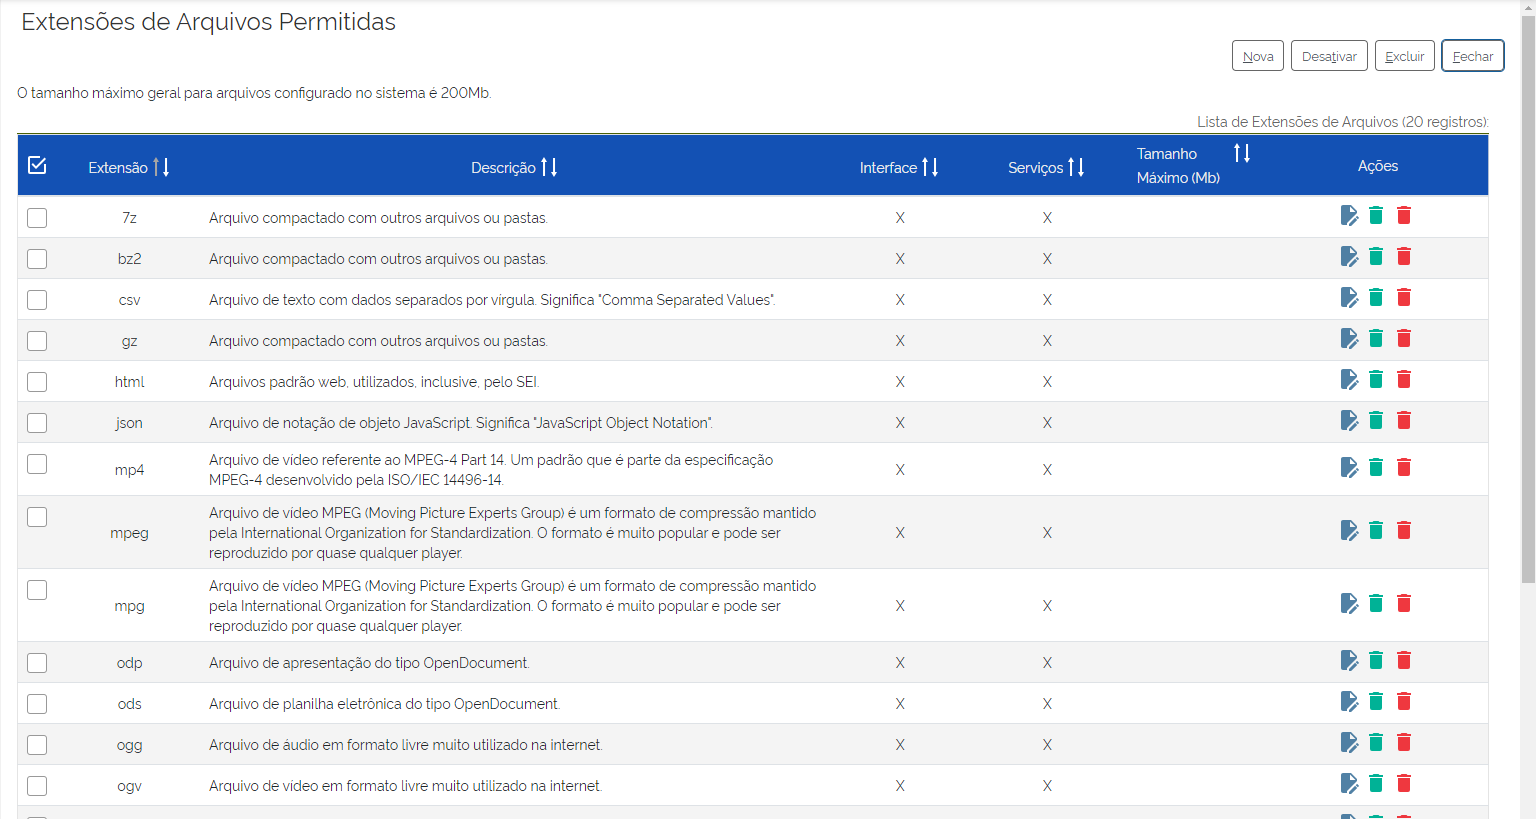 Extensões de Arquivos Permitidas
Nova Desativar Excluir Fechar
O tamanho máximo geral para arquivos configurado no sistema é 200Mb.
Lista de Extensões de Arquivos (20 registros):
Extensão Descrição Interface Serviços Tamanho Máximo (Mb) Ações
7z Arquivo compactado com outros arquivos ou pastas. X X
bz2 Arquivo compactado com outros arquivos ou pastas. X X
csv Arquivo de texto com dados separados por vírgula. Significa "Comma Separated Values". X X
gz Arquivo compactado com outros arquivos ou pastas. X X
html Arquivos padrão web, utilizados, inclusive, pelo SEI. X X
json Arquivo de notação de objeto JavaScript. Significa "JavaScript Object Notation". X X
mp4 Arquivo de vídeo referente ao MPEG-4 Part 14. Um padrão que é parte da especificação
MPEG-4 desenvolvido pela ISO/IEC 14496-14. X X
mpeg Arquivo de vídeo MPEG (Moving Picture Experts Group) é um formato de compressão mantido
pela International Organization for Standardization. O formato é muito popular e pode ser
reproduzido por quase qualquer player. X X
mpg Arquivo de vídeo MPEG (Moving Picture Experts Group) é um formato de compressão mantido
pela International Organization for Standardization. O formato é muito popular e pode ser
reproduzido por quase qualquer player. X X
odp Arquivo de apresentação do tipo OpenDocument. X X
ods Arquivo de planilha eletrônica do tipo OpenDocument. X X
ogg Arquivo de áudio em formato livre muito utilizado na internet. X X
ogv Arquivo de vídeo em formato livre muito utilizado na internet. X X